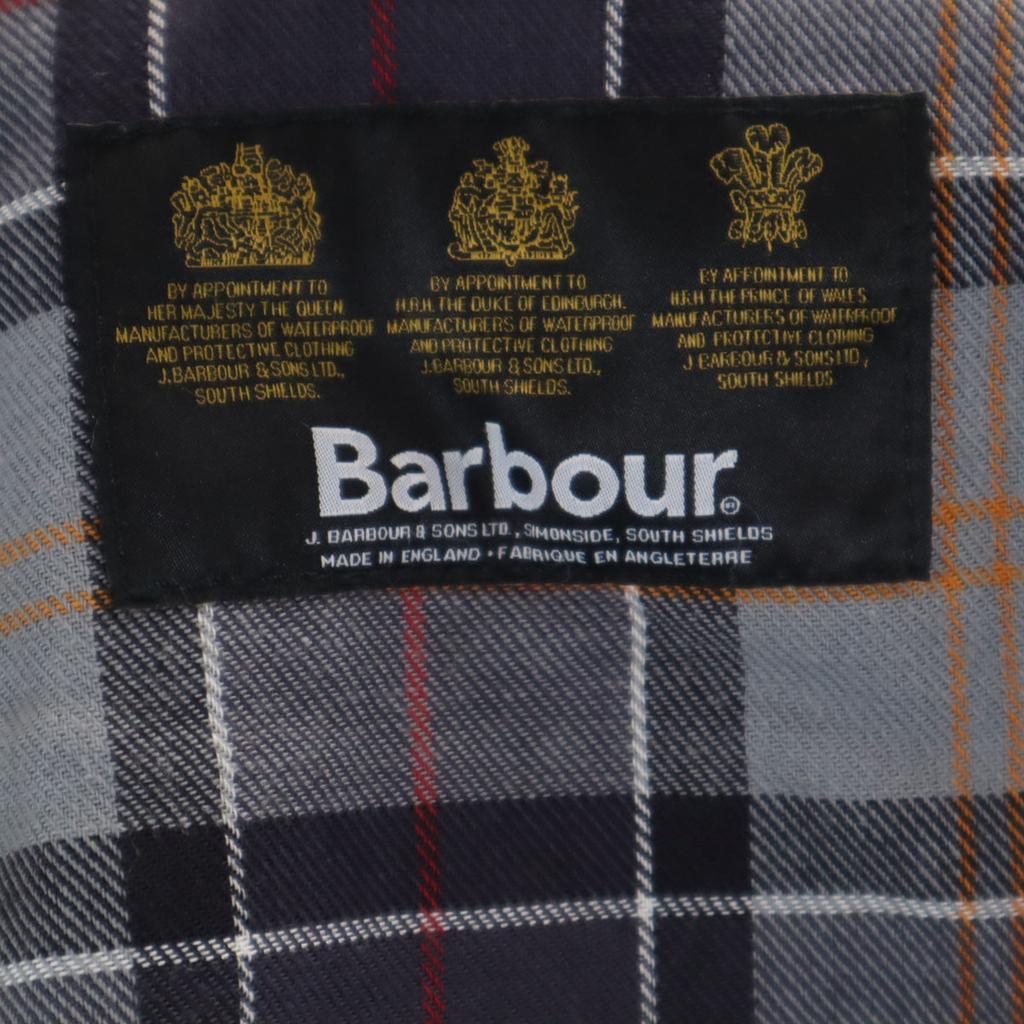 BY APPOINTMENT TO
HER MAJESTY THE QUEEN
MANUFACTURERS OF WATERPROOF
AND PROTECTIVE CLOTHING
J. BARBOUR & SONS LTD.,
SOUTH SHIELDS.
BY APPOINTMENT TO
H.R.H. THE DUKE OF EDINBURGH.
MANUFACTURERS OF WATERPROOF
AND PROTECTIVE CLOTHING
J. BARBOUR & SONS LTD.,
SOUTH SHIELDS.
BY APPOINTMENT TO
H.R.H THE PRINCE OF WALES
MANUFACTURERS OF WATERPROOF
AND PROTECTIVE CLOTHING
J. BARBOUR & SONS LTD,
SOUTH SHIELDS
Barbour®
J. BARBOUR & SONS LTD., SIMONSIDE, SOUTH SHIELDS
MADE IN ENGLAND • FABRIQUE EN ANGLETERRE